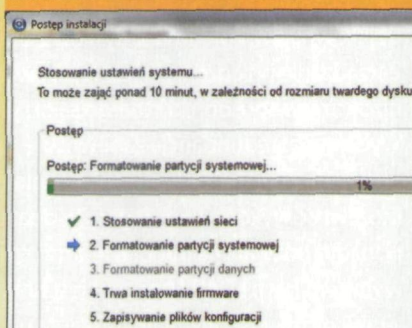 Postęp instalacji
Stosowanie ustawień systemu...
To może zająć ponad 10 minut, w zależności od rozmiaru twardego dysku
Postęp
Postęp: Formatowanie partycji systemowej...
1%
1. Stosowanie ustawień sieci
2. Formatowanie partycji systemowej
3. Formatowanie partycji danych
4. Trwa instalowanie firmware
5. Zapisywanie plików konfiguracji